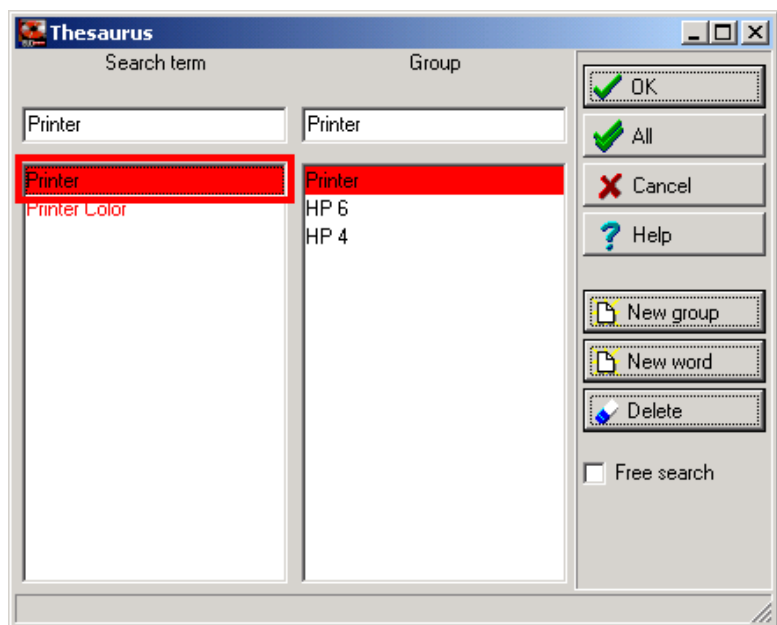 Thesaurus
Search term
Group
Printer
Printer
Printer
Printer Color
Printer
HP 6
HP 4
OK
All
Cancel
Help
New group
New word
Delete
Free search